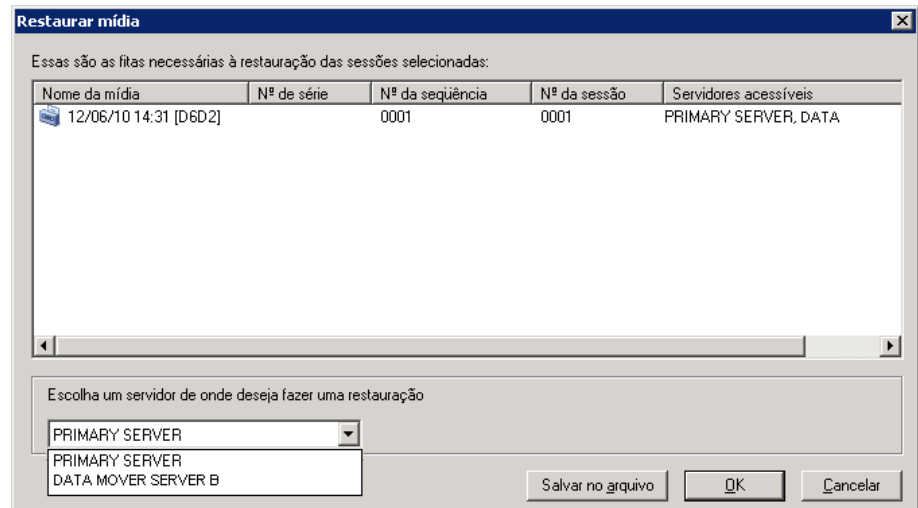 Restaurar mídia
Essas são as fitas necessárias à restauração das sessões selecionadas:
Nome da mídia Nº de série Nº da seqüência Nº da sessão Servidores acessíveis
12/06/10 14:31 [D6D2] 0001 0001 PRIMARY SERVER, DATA
Escolha um servidor de onde deseja fazer uma restauração
PRIMARY SERVER
PRIMARY SERVER
DATA MOVER SERVER B
Salvar no arquivo OK Cancelar